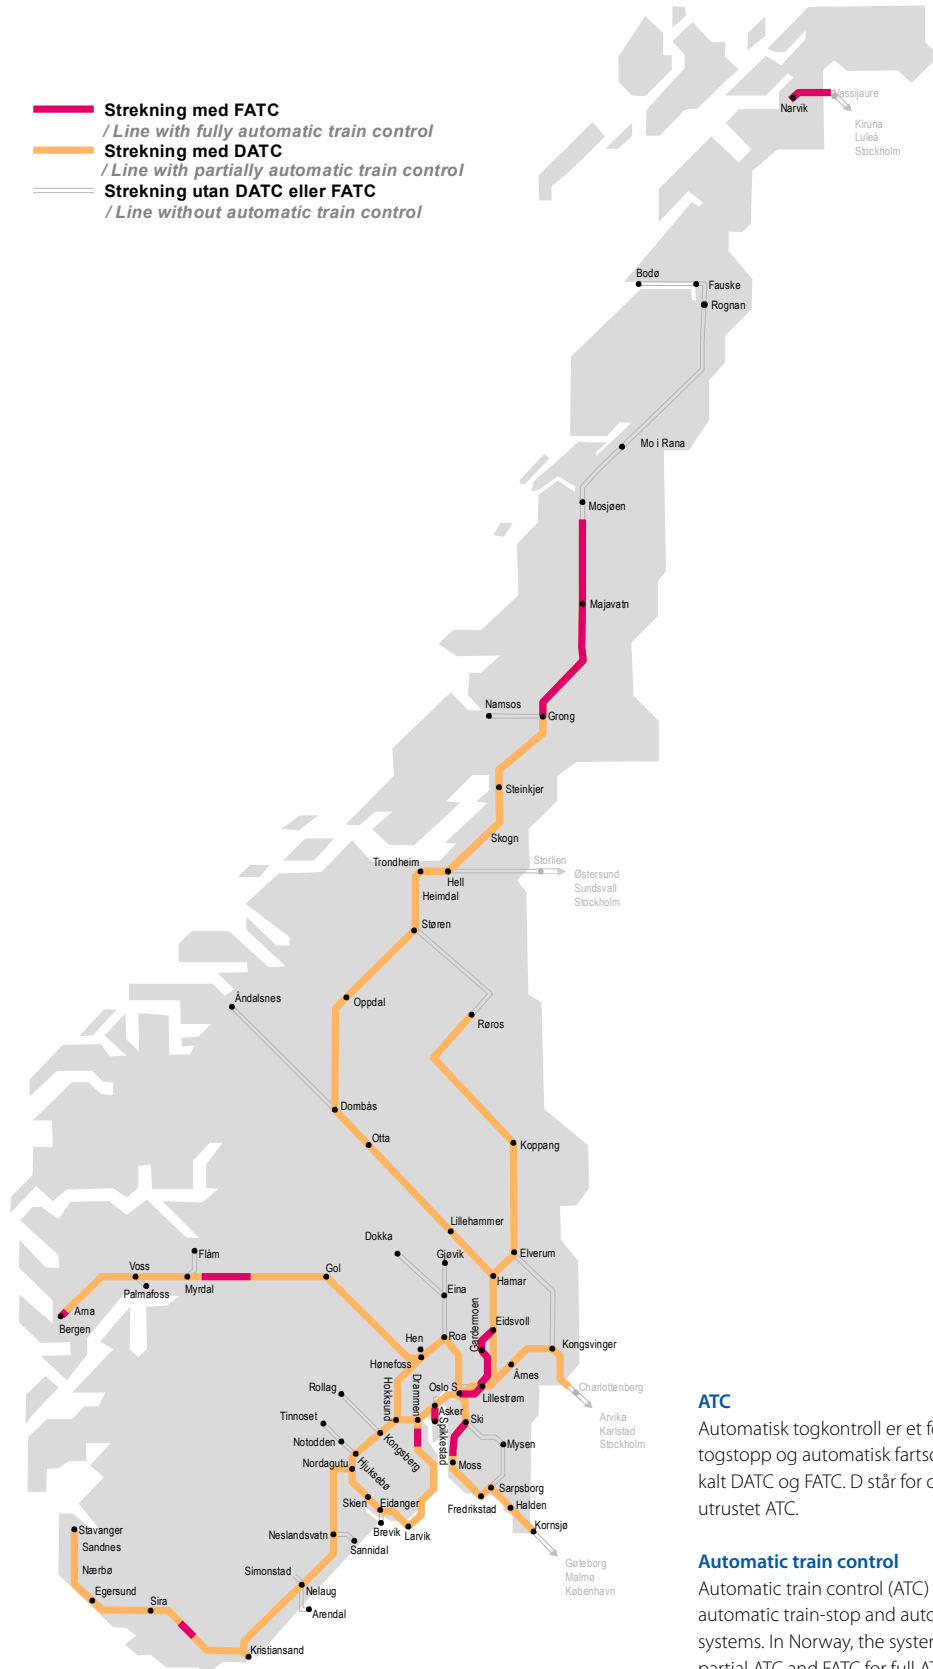 Strekning med FATC
/ Line with fully automatic train control
Strekning med DATC
/ Line with partially automatic train control
Strekning utan DATC eller FATC
/ Line without automatic train control
Narvik
Vassijaure
Kiruna
Luleå
Stockholm
Bodø
Fauske
Rognan
Mo i Rana
Mosjøen
Majavatn
Namsos
Grong
Steinkjer
Skogn
Trondheim
Hell
Storlien
Heimdal
Østersund
Sundsvall
Stockholm
Støren
Åndalsnes
Oppdal
Røros
Dombås
Otta
Koppang
Lillehammer
Dokka
Gjøvik
Elverum
Flåm
Voss
Palmafoss
Myrdal
Gol
Hamar
Eina
Arna
Bergen
Gardermoen
Eidsvoll
Hen
Roa
Hønefoss
Kongsvinger
Årnes
Rollag
Hokksund
Drammen
Oslo S
Lillestrøm
Charlottenberg
Asker
Spikkestad
Ski
Arvika
Karlstad
Stockholm
Tinnoset
Notodden
Kongsberg
Mysen
Nordagutu
Hjuksebø
Moss
Sarpsborg
Skien
Eidanger
Fredrikstad
Halden
Brevik
Larvik
Kornsjø
Stavanger
Sandnes
Neslandsvatn
Sannidal
Gøteborg
Malmø
København
Nærbø
Simonstad
Egersund
Sira
Nelaug
Arendal
Kristiansand
ATC
Automatisk togkontroll er et
togstopp og automatisk
kalt DATC og FATC. D står for
utrustet ATC.
Automatic train control
Automatic train control (ATC)
automatic train-stop and
systems. In Norway, the
partial ATC and FATC for full